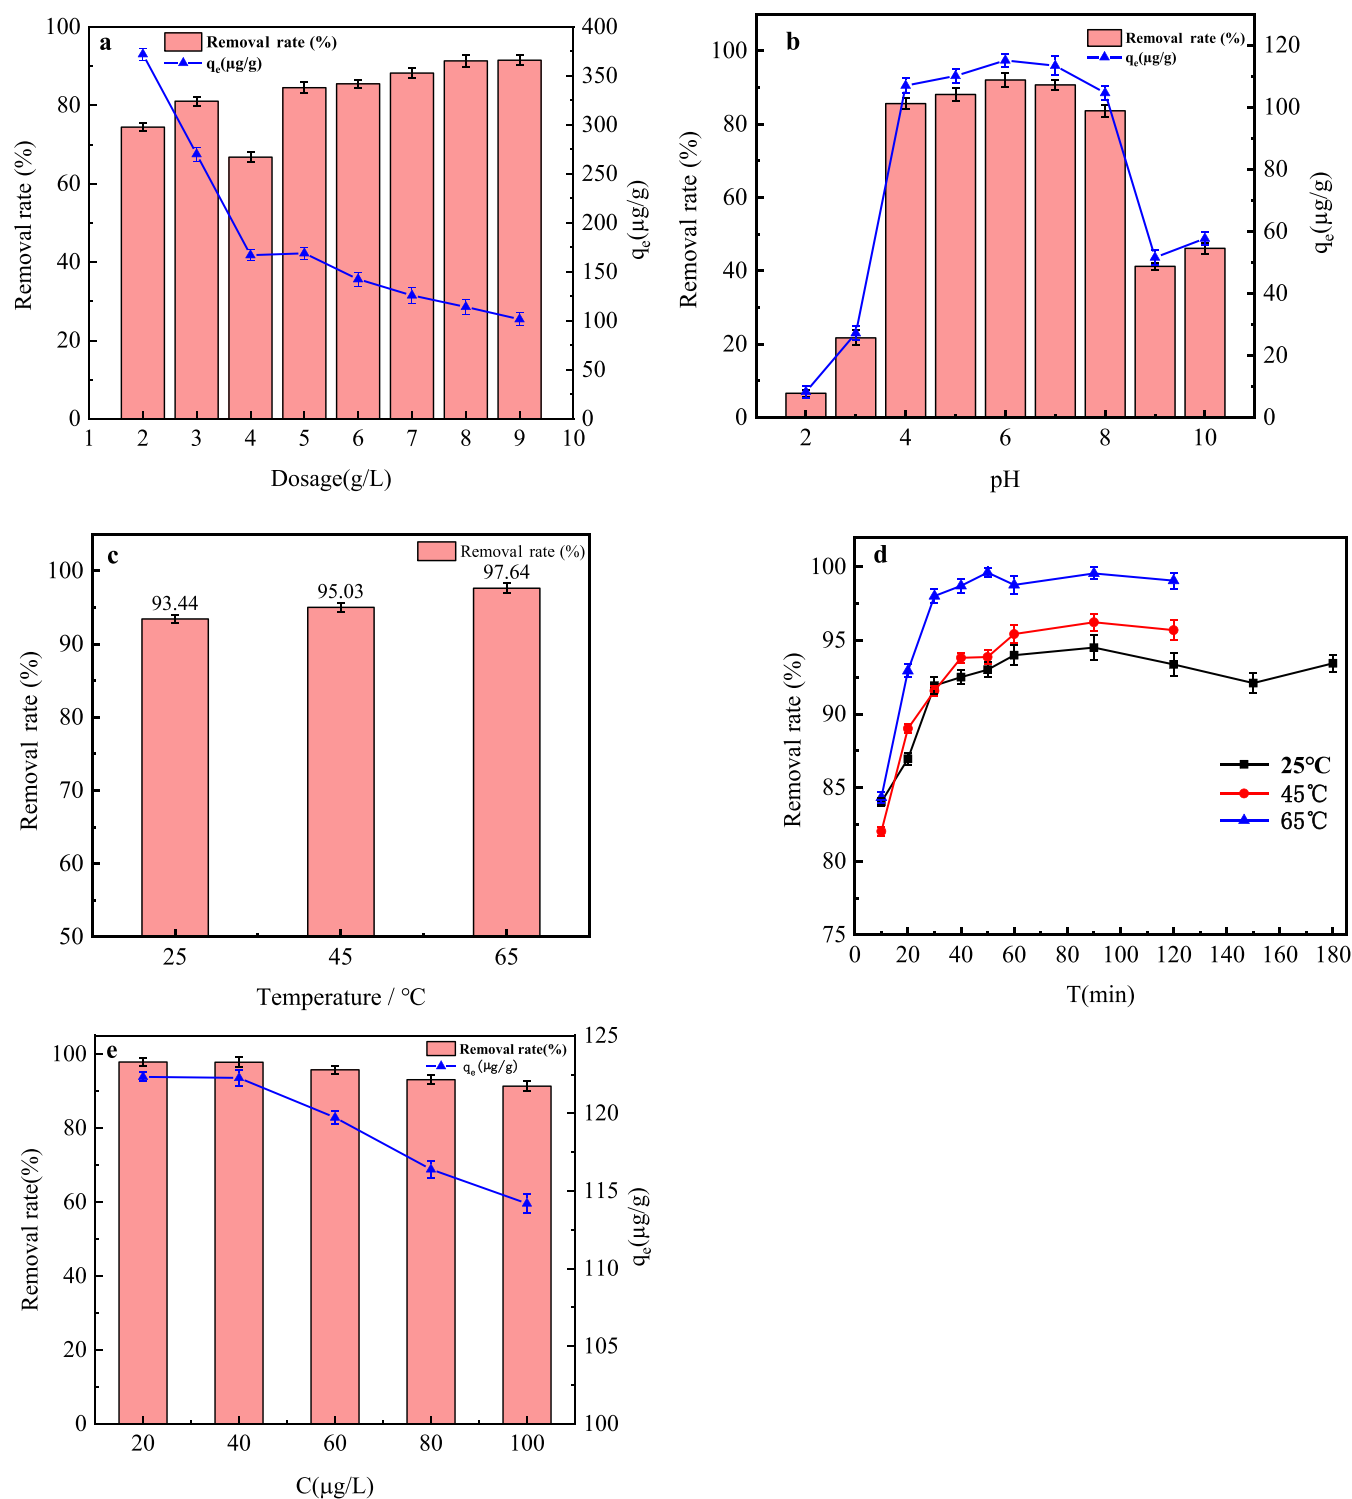 a
Removal rate (%)
qe(μg/g)
100
80
60
40
20
0
400
350
300
250
200
150
100
50
0
1 2 3 4 5 6 7 8 9 10
Removal rate (%)
qe(μg/g)
Dosage(g/L)
b
Removal rate (%)
qe(μg/g)
100
80
60
40
20
0
120
100
80
60
40
20
0
2 4 6 8 10
Removal rate (%)
qe(μg/g)
pH
c
Removal rate (%)
93.44
95.03
97.64
100
90
80
70
60
50
25 45 65
Removal rate (%)
Temperature / ℃
d
100
95
90
85
80
75
0 20 40 60 80 100 120 140 160 180
25℃
45℃
65℃
Removal rate (%)
T(min)
e
Removal rate(%)
qe(μg/g)
100
80
60
40
20
0
125
120
115
110
105
100
20 40 60 80 100
Removal rate(%)
qe(μg/g)
C(μg/L)